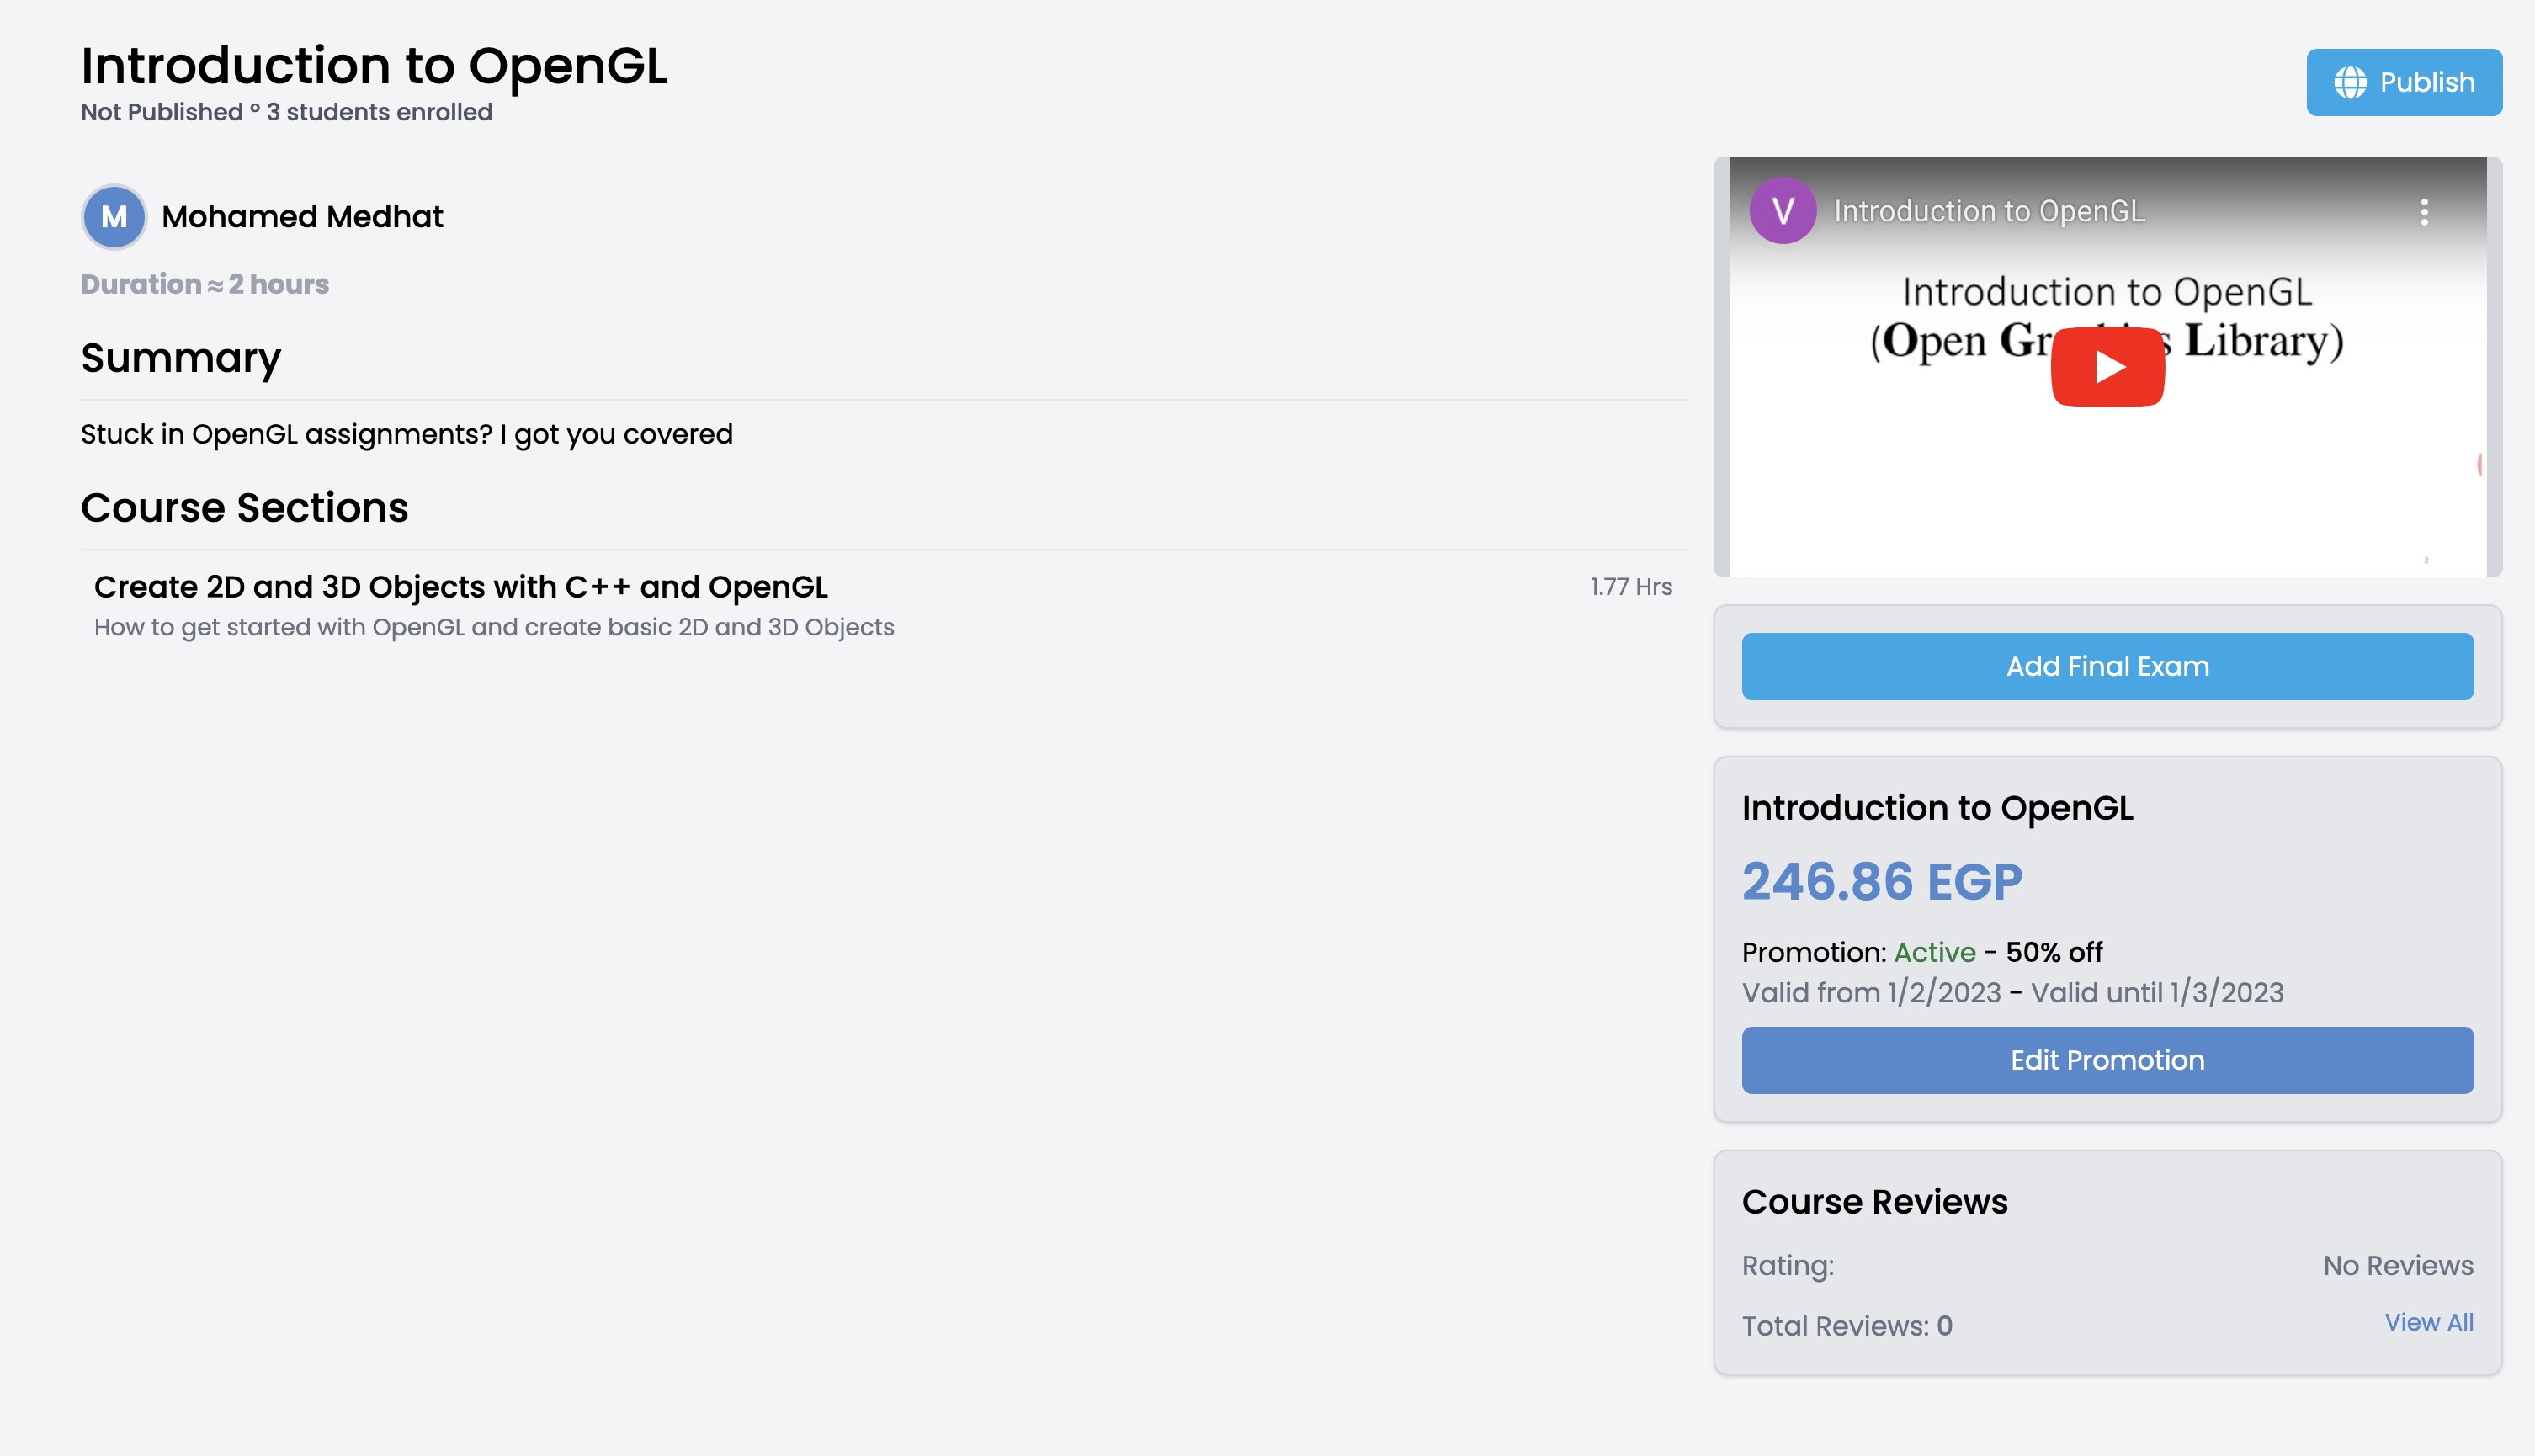 Introduction to OpenGL
Not Published ° 3 students enrolled
Publish
M
Mohamed Medhat
Duration ≈ 2 hours
Summary
Stuck in OpenGL assignments? I got you covered
Course Sections
Create 2D and 3D Objects with C++ and OpenGL
1.77 Hrs
How to get started with OpenGL and create basic 2D and 3D Objects
V
Introduction to OpenGL
Introduction to OpenGL
(Open Gr s Library)
2
Add Final Exam
Introduction to OpenGL
246.86 EGP
Promotion: Active - 50% off
Valid from 1/2/2023 - Valid until 1/3/2023
Edit Promotion
Course Reviews
Rating:
No Reviews
Total Reviews: 0
View All